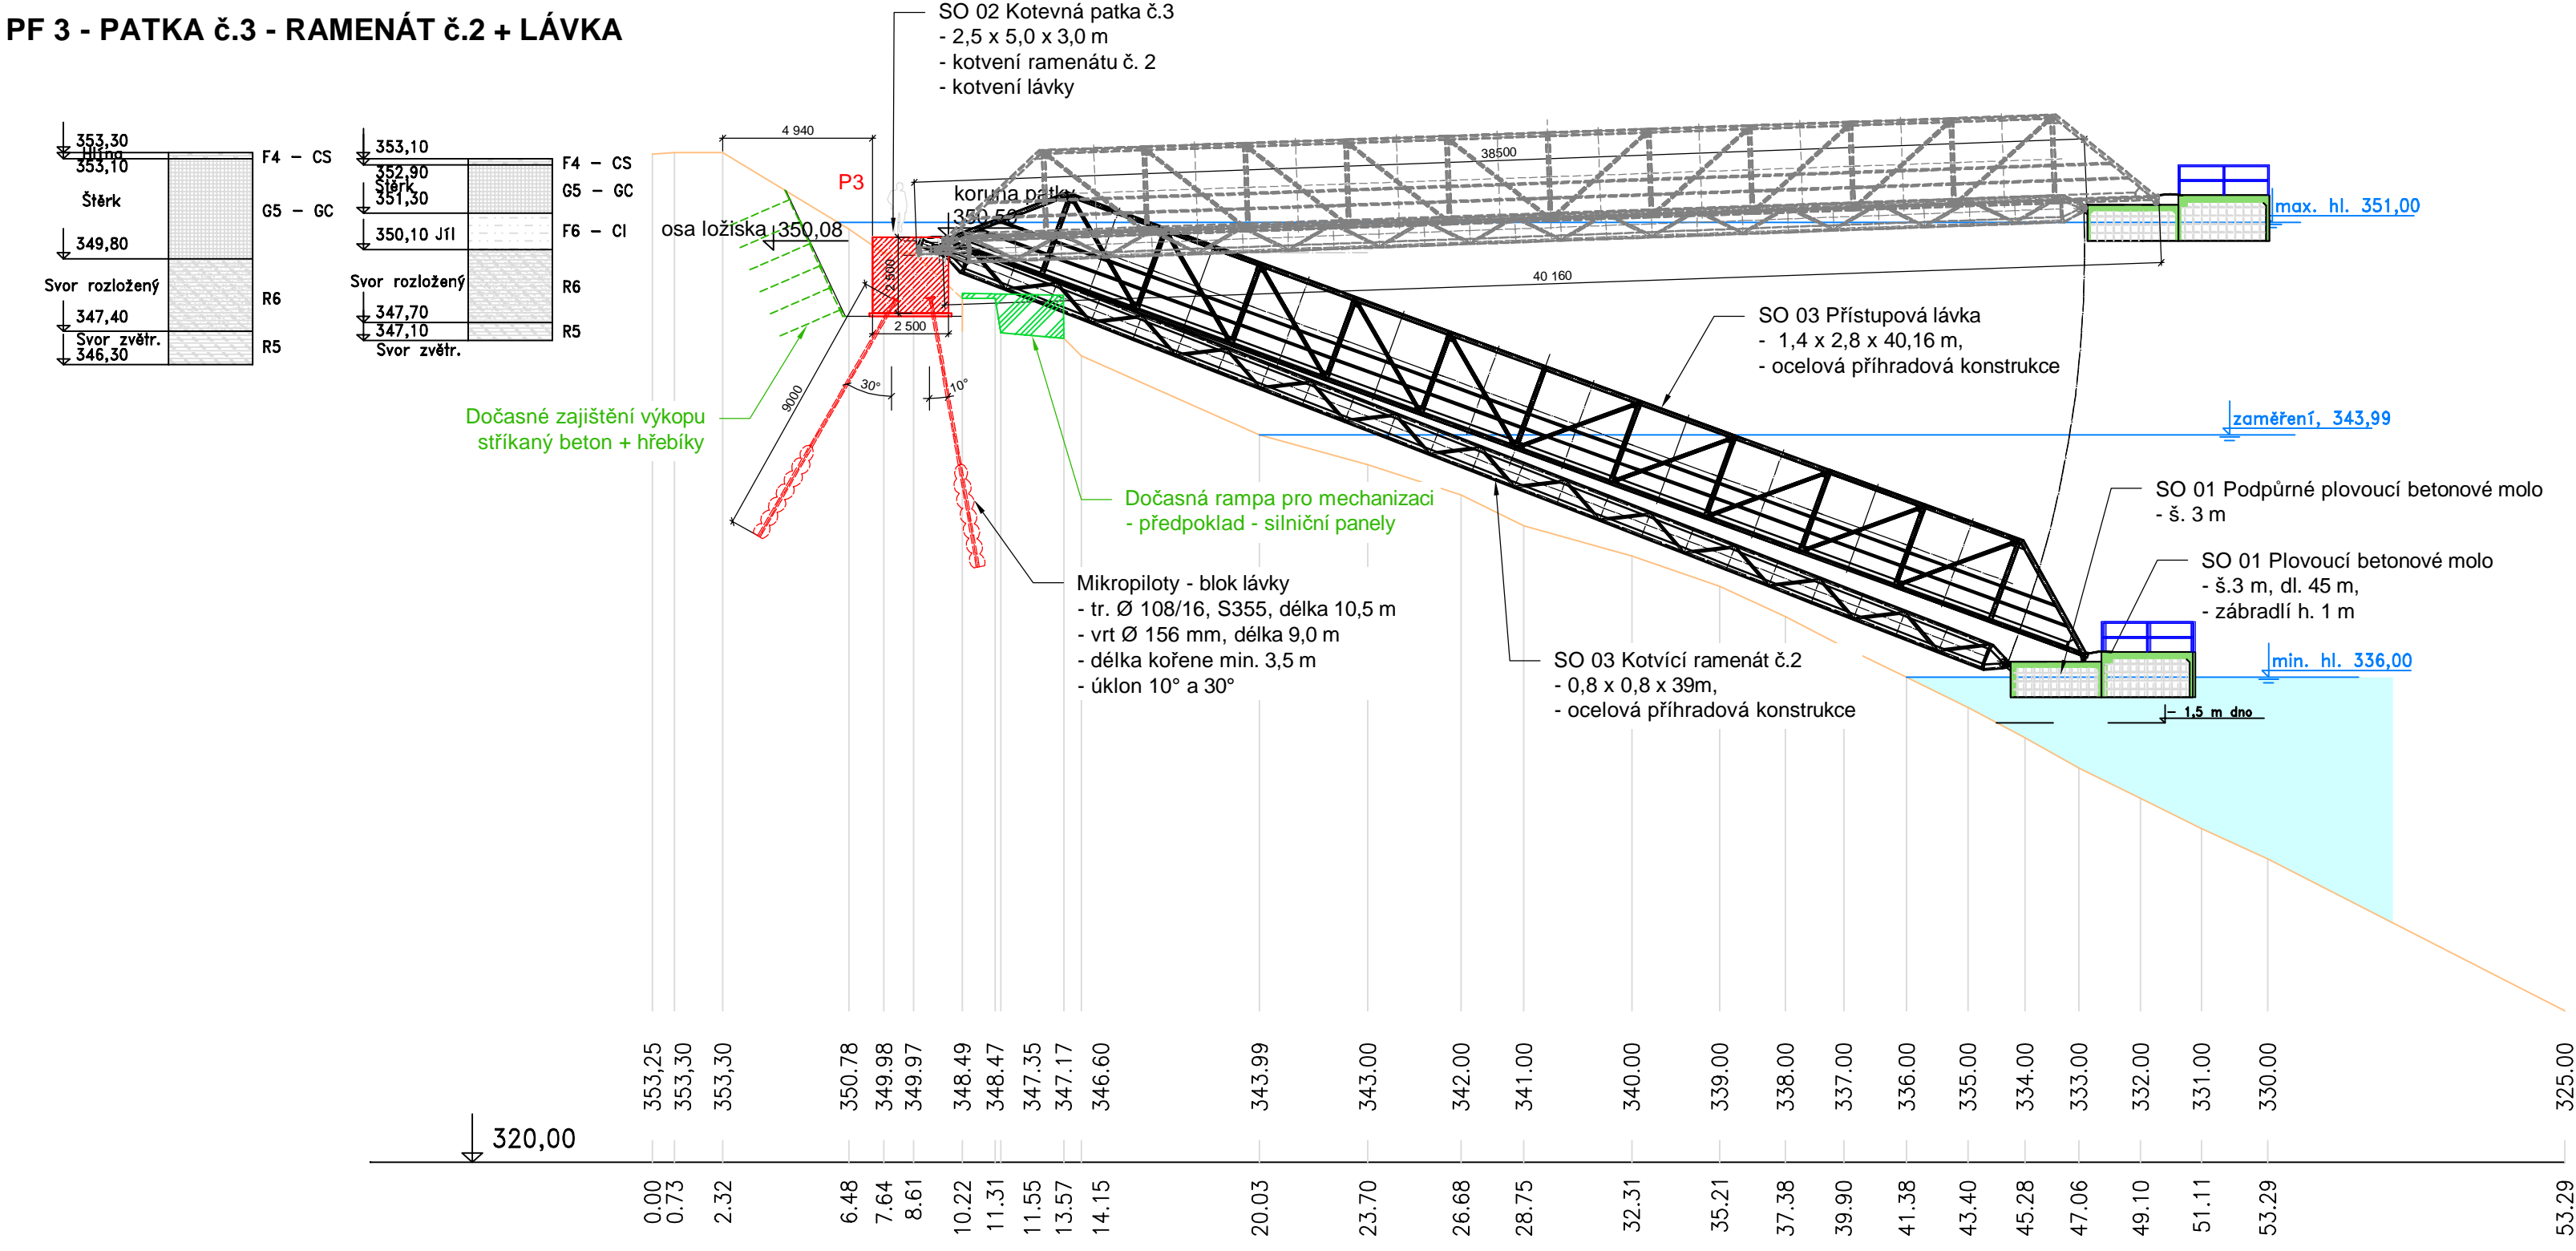 PF 3 - PATKA č.3 - RAMENÁT č.2 + LÁVKA
SO 02 Kotevná patka č.3
- 2,5 x 5,0 x 3,0 m
- kotvení ramenátu č. 2
- kotvení lávky
353,30
Hlína
353,10
Štěrk
349,80
Svor rozložený
347,40
Svor zvětr.
346,30
F4 - CS
G5 - GC
R6
R5
353,10
352,90
Štěrk
351,30
350,10 Jíl
Svor rozložený
347,70
347,10
Svor zvětr.
F4 - CS
G5 - GC
F6 - CI
R6
R5
4 940
P3
koruna patky
350,53
osa ložiska 350,08
2 500
2 500
30°
10°
9000
38500
40 160
max. hl. 351,00
SO 03 Přístupová lávka
- 1,4 x 2,8 x 40,16 m,
- ocelová příhradová konstrukce
zaměření, 343,99
Dočasné zajištění výkopu
stříkaný beton + hřebíky
Dočasná rampa pro mechanizaci
- předpoklad - silniční panely
SO 01 Podpůrné plovoucí betonové molo
- š. 3 m
SO 01 Plovoucí betonové molo
- š.3 m, dl. 45 m,
- zábradlí h. 1 m
Mikropiloty - blok lávky
- tr. Ø 108/16, S355, délka 10,5 m
- vrt Ø 156 mm, délka 9,0 m
- délka kořene min. 3,5 m
- úklon 10° a 30°
SO 03 Kotvící ramenát č.2
- 0,8 x 0,8 x 39m,
- ocelová příhradová konstrukce
min. hl. 336,00
- 1,5 m dno
353,25 353,30 353,30 350.78 349.98 349.97 348.49 348.47 347.35 347.17 346.60 343.99 343.00 342.00 341.00 340.00 339.00 338.00 337.00 336.00 335.00 334.00 333.00 332.00 331.00 330.00 325.00
320,00
0.00 0.73 2.32 6.48 7.64 8.61 10.22 11.31 11.55 13.57 14.15 20.03 23.70 26.68 28.75 32.31 35.21 37.38 39.90 41.38 43.40 45.28 47.06 49.10 51.11 53.29 53.29